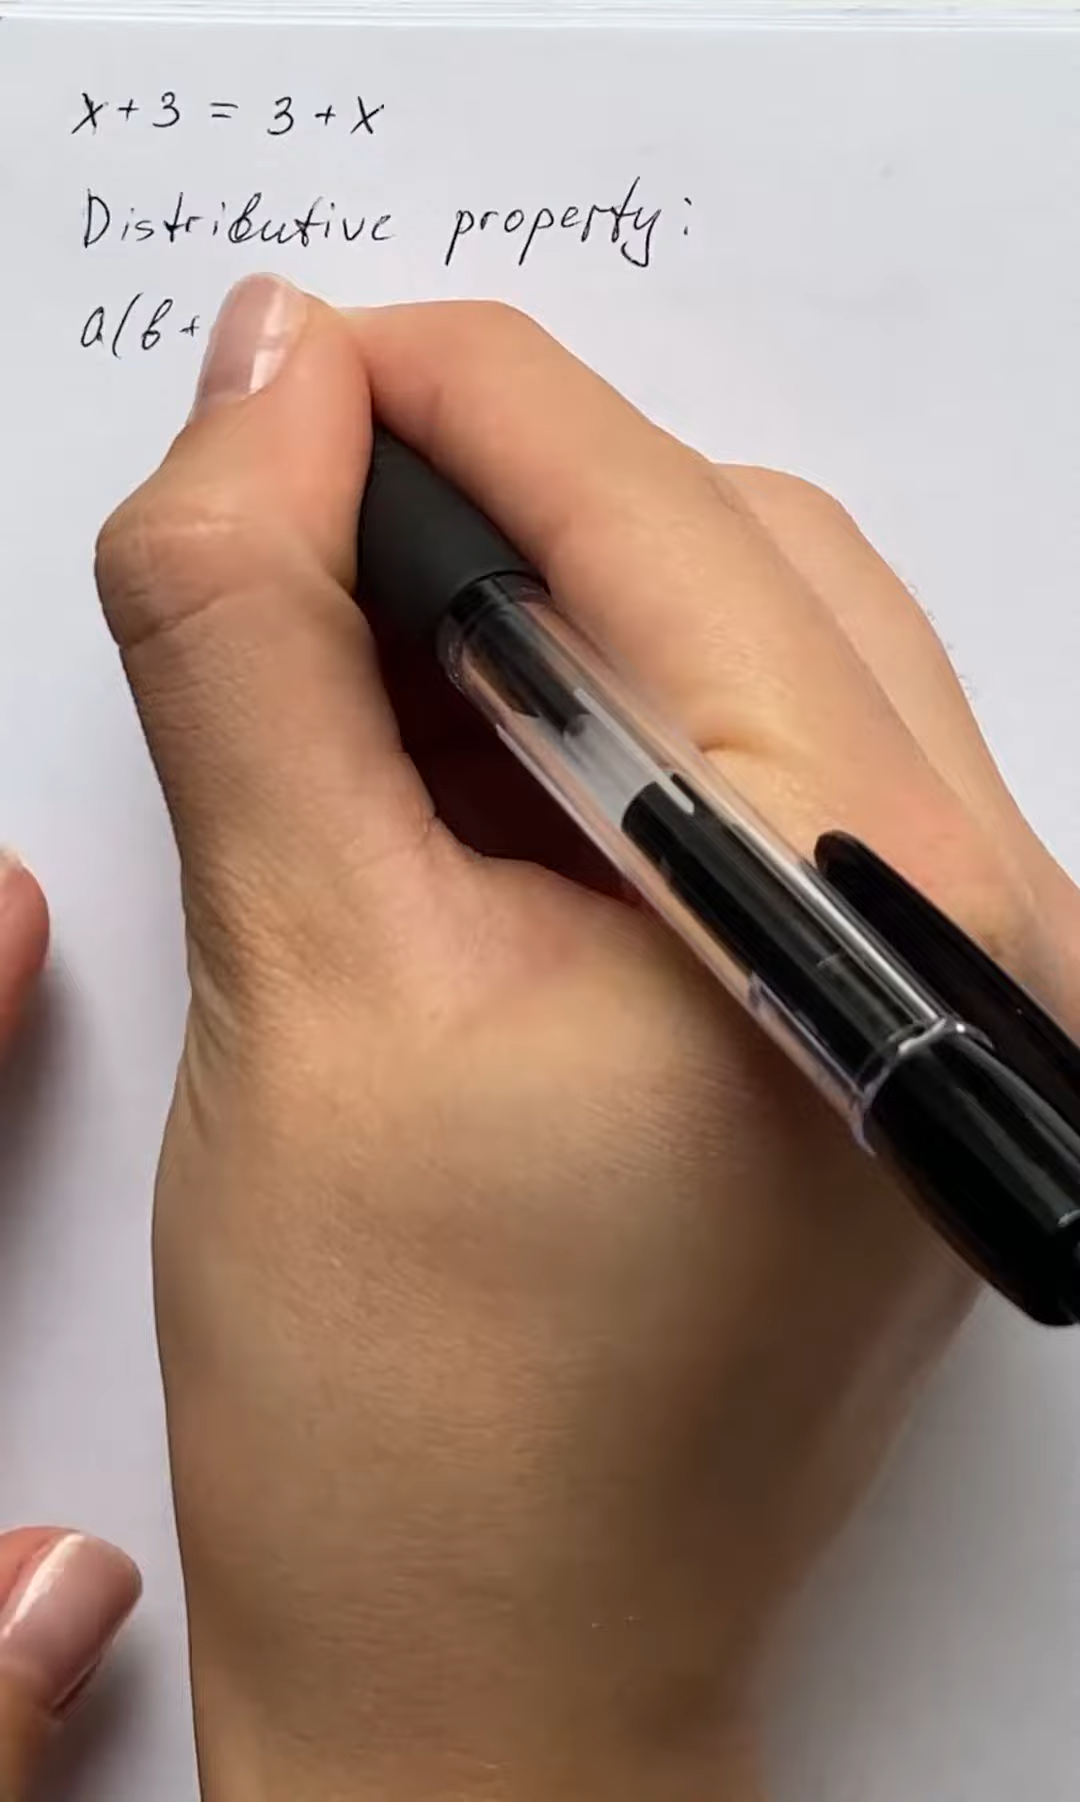 x + 3 = 3 + x
Distributive property:
a(b +